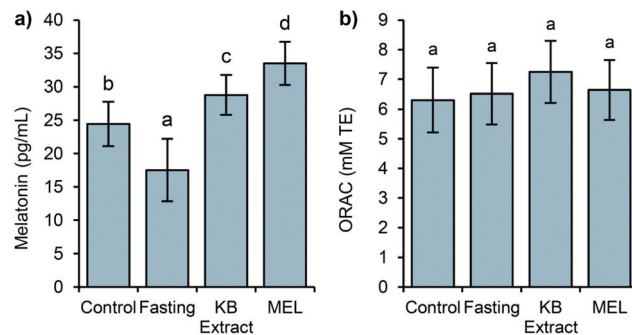 a)
40
35
30
25
20
15
10
5
0
Melatonin (pg/mL)
b
a
c
d
Control Fasting KB MEL
Extract
b)
9
8
7
6
5
4
3
2
1
0
ORAC (mM TE)
a
a
a
a
Control Fasting KB MEL
Extract